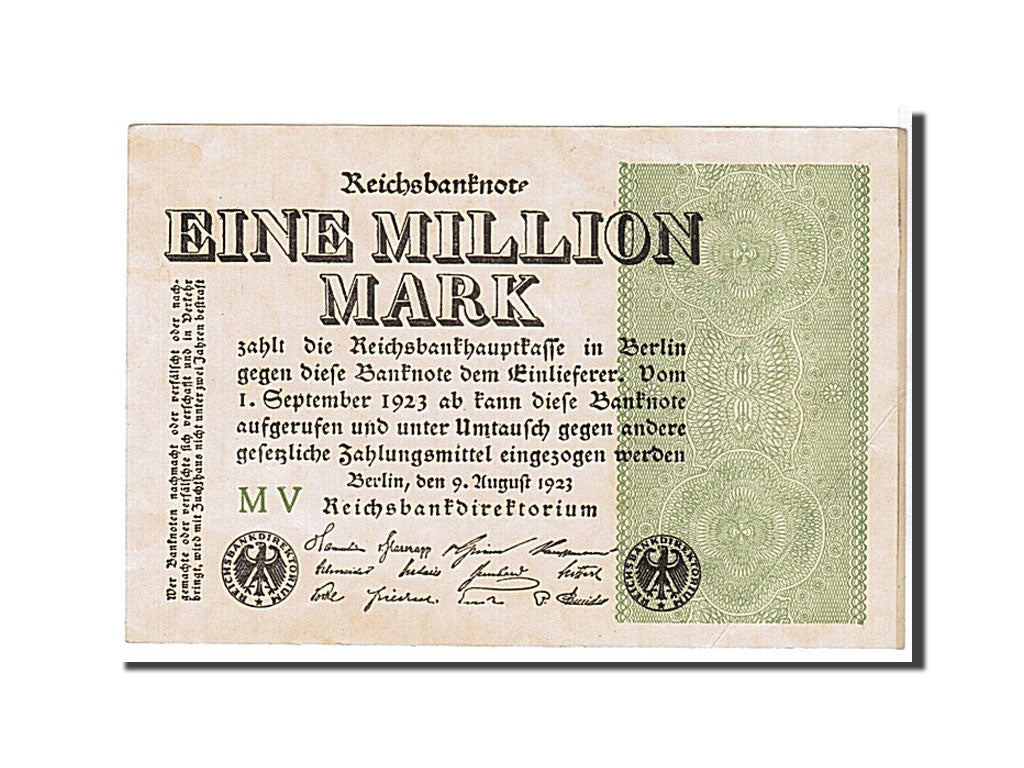 Reichsbanknote
EINE MILLION
MARK
zahlt die Reichsbankhauptkasse in Berlin
gegen diese Banknote dem Einlieferer. Vom
1. September 1923 ab kann diese Banknote
aufgerufen und unter Umtausch gegen andere
gesetzliche Zahlungsmittel eingezogen werden
Berlin, den 9. August 1923
MV Reichsbankdirektorium
Wer Banknoten nachmacht oder verfälscht oder nach-
gemachte oder verfälschte sich verschafft und in Verkehr
bringt, wird mit Zuchthaus nicht unter zwei Jahren bestraft
REICHSBANKDIREKTORIUM
REICHSBANKDIREKTORIUM